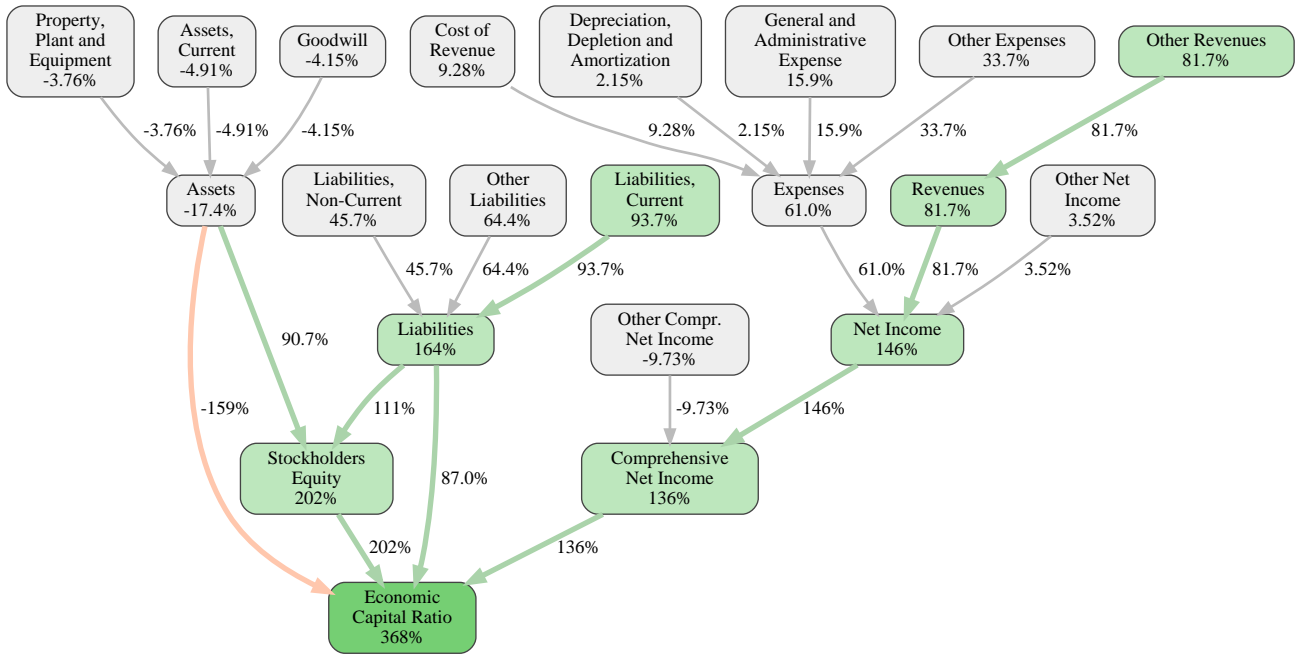 Property,
Plant and
Equipment
-3.76%
Assets,
Current
-4.91%
Goodwill
-4.15%
Cost of
Revenue
9.28%
Depreciation,
Depletion and
Amortization
2.15%
General and
Administrative
Expense
15.9%
Other Expenses
33.7%
Other Revenues
81.7%
-3.76%
-4.91%
-4.15%
9.28%
2.15%
15.9%
33.7%
81.7%
Assets
-17.4%
Liabilities,
Non-Current
45.7%
Other
Liabilities
64.4%
Liabilities,
Current
93.7%
Expenses
61.0%
Revenues
81.7%
Other Net
Income
3.52%
45.7%
64.4%
93.7%
61.0%
81.7%
3.52%
90.7%
Liabilities
164%
Other Compr.
Net Income
-9.73%
Net Income
146%
-159%
111%
87.0%
-9.73%
146%
Stockholders
Equity
202%
Comprehensive
Net Income
136%
202%
136%
Economic
Capital Ratio
368%